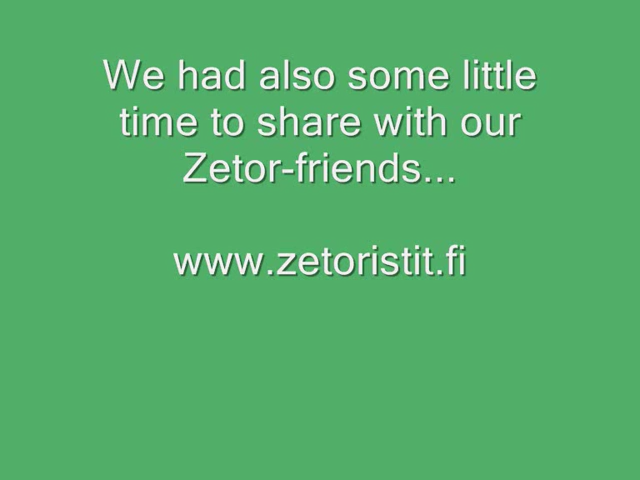 We had also some little
time to share with our
Zetor-friends...
www.zetoristit.fi